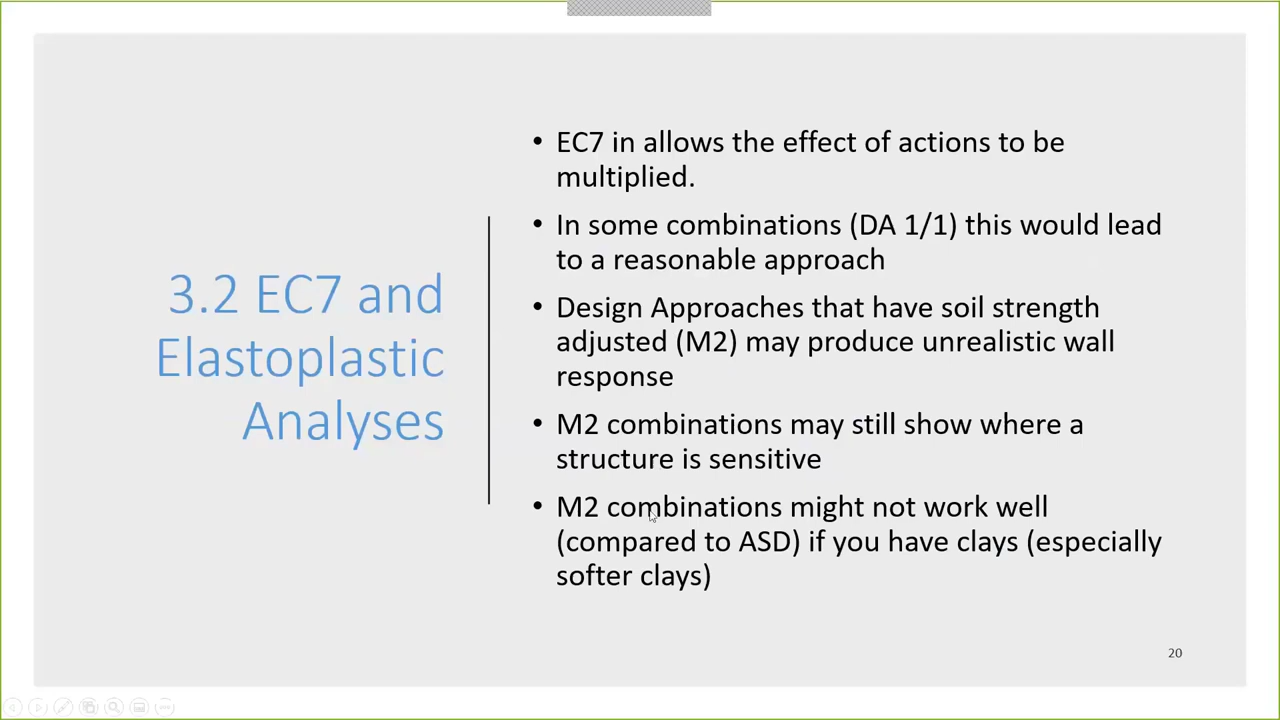 3.2 EC7 and
Elastoplastic
Analyses
• EC7 in allows the effect of actions to be
multiplied.
• In some combinations (DA 1/1) this would lead
to a reasonable approach
• Design Approaches that have soil strength
adjusted (M2) may produce unrealistic wall
response
• M2 combinations may still show where a
structure is sensitive
• M2 combinations might not work well
(compared to ASD) if you have clays (especially
softer clays)
20